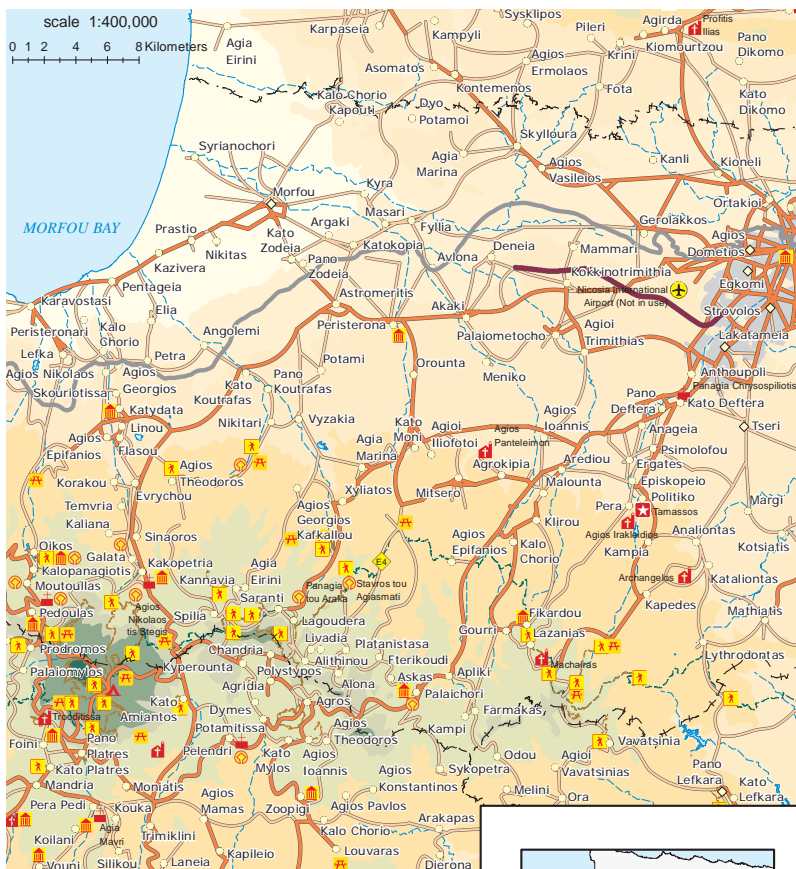 scale 1:400,000
0 1 2 4 6 8 Kilometers
Karpaseia
Sysklipos
Agirda
Profitis
Ilias
Agia
Eirini
Kampyli
Pileri
Krini
Kiomourtzou
Pano
Dikomo
Asomatos
Agios
Ermolaos
Kontemenos
Fota
Kalo Chorio
Kapouti
Dyo
Potamoi
Kato
Dikomo
Skylloura
Syrianochori
Agia
Marina
Agios
Vasileios
Kanli
Kioneli
Morfou
Kyra
Masari
Ortakioi
MORFOU BAY
Prastio
Argaki
Fyllia
Gerolakkos
Agios
Dometios
Nikitas
Kato
Zodeia
Katokopia
Deneia
Mammari
Avlona
Kazivera
Pano
Zodeia
Kokkinotrimithia
Egkomi
Pentageia
Nicosia International
Airport (Not in use)
Karavostasi
Astromeritis
Akaki
Strovolos
Elia
Peristeronari
Kalo
Chorio
Angolemi
Peristerona
Palaiometocho
Agioi
Trimithias
Lakatameia
Lefka
Petra
Potami
Orounta
Agios Nikolaos
Agios
Georgios
Kato
Koutrafas
Pano
Koutrafas
Meniko
Anthoupoli
Panagia Chrysospiliotis
Skouriotissa
Katydata
Linou
Nikitari
Vyzakia
Kato
Moni
Agioi
Iliofotoi
Agios
Panteleimon
Agios
Ioannis
Pano
Deftera
Kato Deftera
Anageia
Tseri
Agios
Epifanios
Flasou
Agia
Marina
Psimolofou
Korakou
Agios
Theodoros
Evrychou
Xyliatos
Mitsero
Agrokipia
Arediou
Malounta
Ergates
Episkopeio
Politiko
Temvria
Kaliana
Agios
Georgios
Kafkallou
Klirou
Pera
Tamassos
Margi
Agios Irakleidios
Analiontas
Sinaoros
Oikos
Galata
Kakopetria
Agia
Eirini
E4
Agios
Epifanios
Kalo
Chorio
Kampia
Kotsiatis
Kalopanagiotis
Moutoullas
Kannavia
Saranti
Panagia
tou Araka
Stavros tou
Agiasmati
Archangelos
Kataliontas
Pedoulas
Agios
Nikolaos
tis Stegis
Spilia
Lagoudera
Livadia
Kapedes
Mathiatis
Fikardou
Gourri
Lazanias
Prodromos
Chandria
Platanistasa
Palaiomylos
Kyperounta
Polystypos
Alithinou
Fterikoudi
Machairas
Lythrodontas
Agridia
Alona
Askas
Apliki
Kato
Amiantos
Dymes
Agros
Palaichori
Farmakas
Trooditissa
Potamitissa
Agios
Theodoros
Kampi
Foini
Pano
Platres
Pelendri
Kato
Mylos
Agios
Ioannis
Odou
Agioi
Vavatsinias
Vavatsinia
Kato Platres
Agios
Konstantinos
Sykopetra
Pano
Lefkara
Mandria
Moniatis
Melini
Ora
Kato
Lefkara
Pera Pedi
Kouka
Agios
Mamas
Zoopigi
Agios Pavlos
Agia
Mavri
Trimiklini
Kalo Chorio
Arakapas
Koilani
Kapileio
Louvaras
Vouni
Silikou
Laneia
Dierona